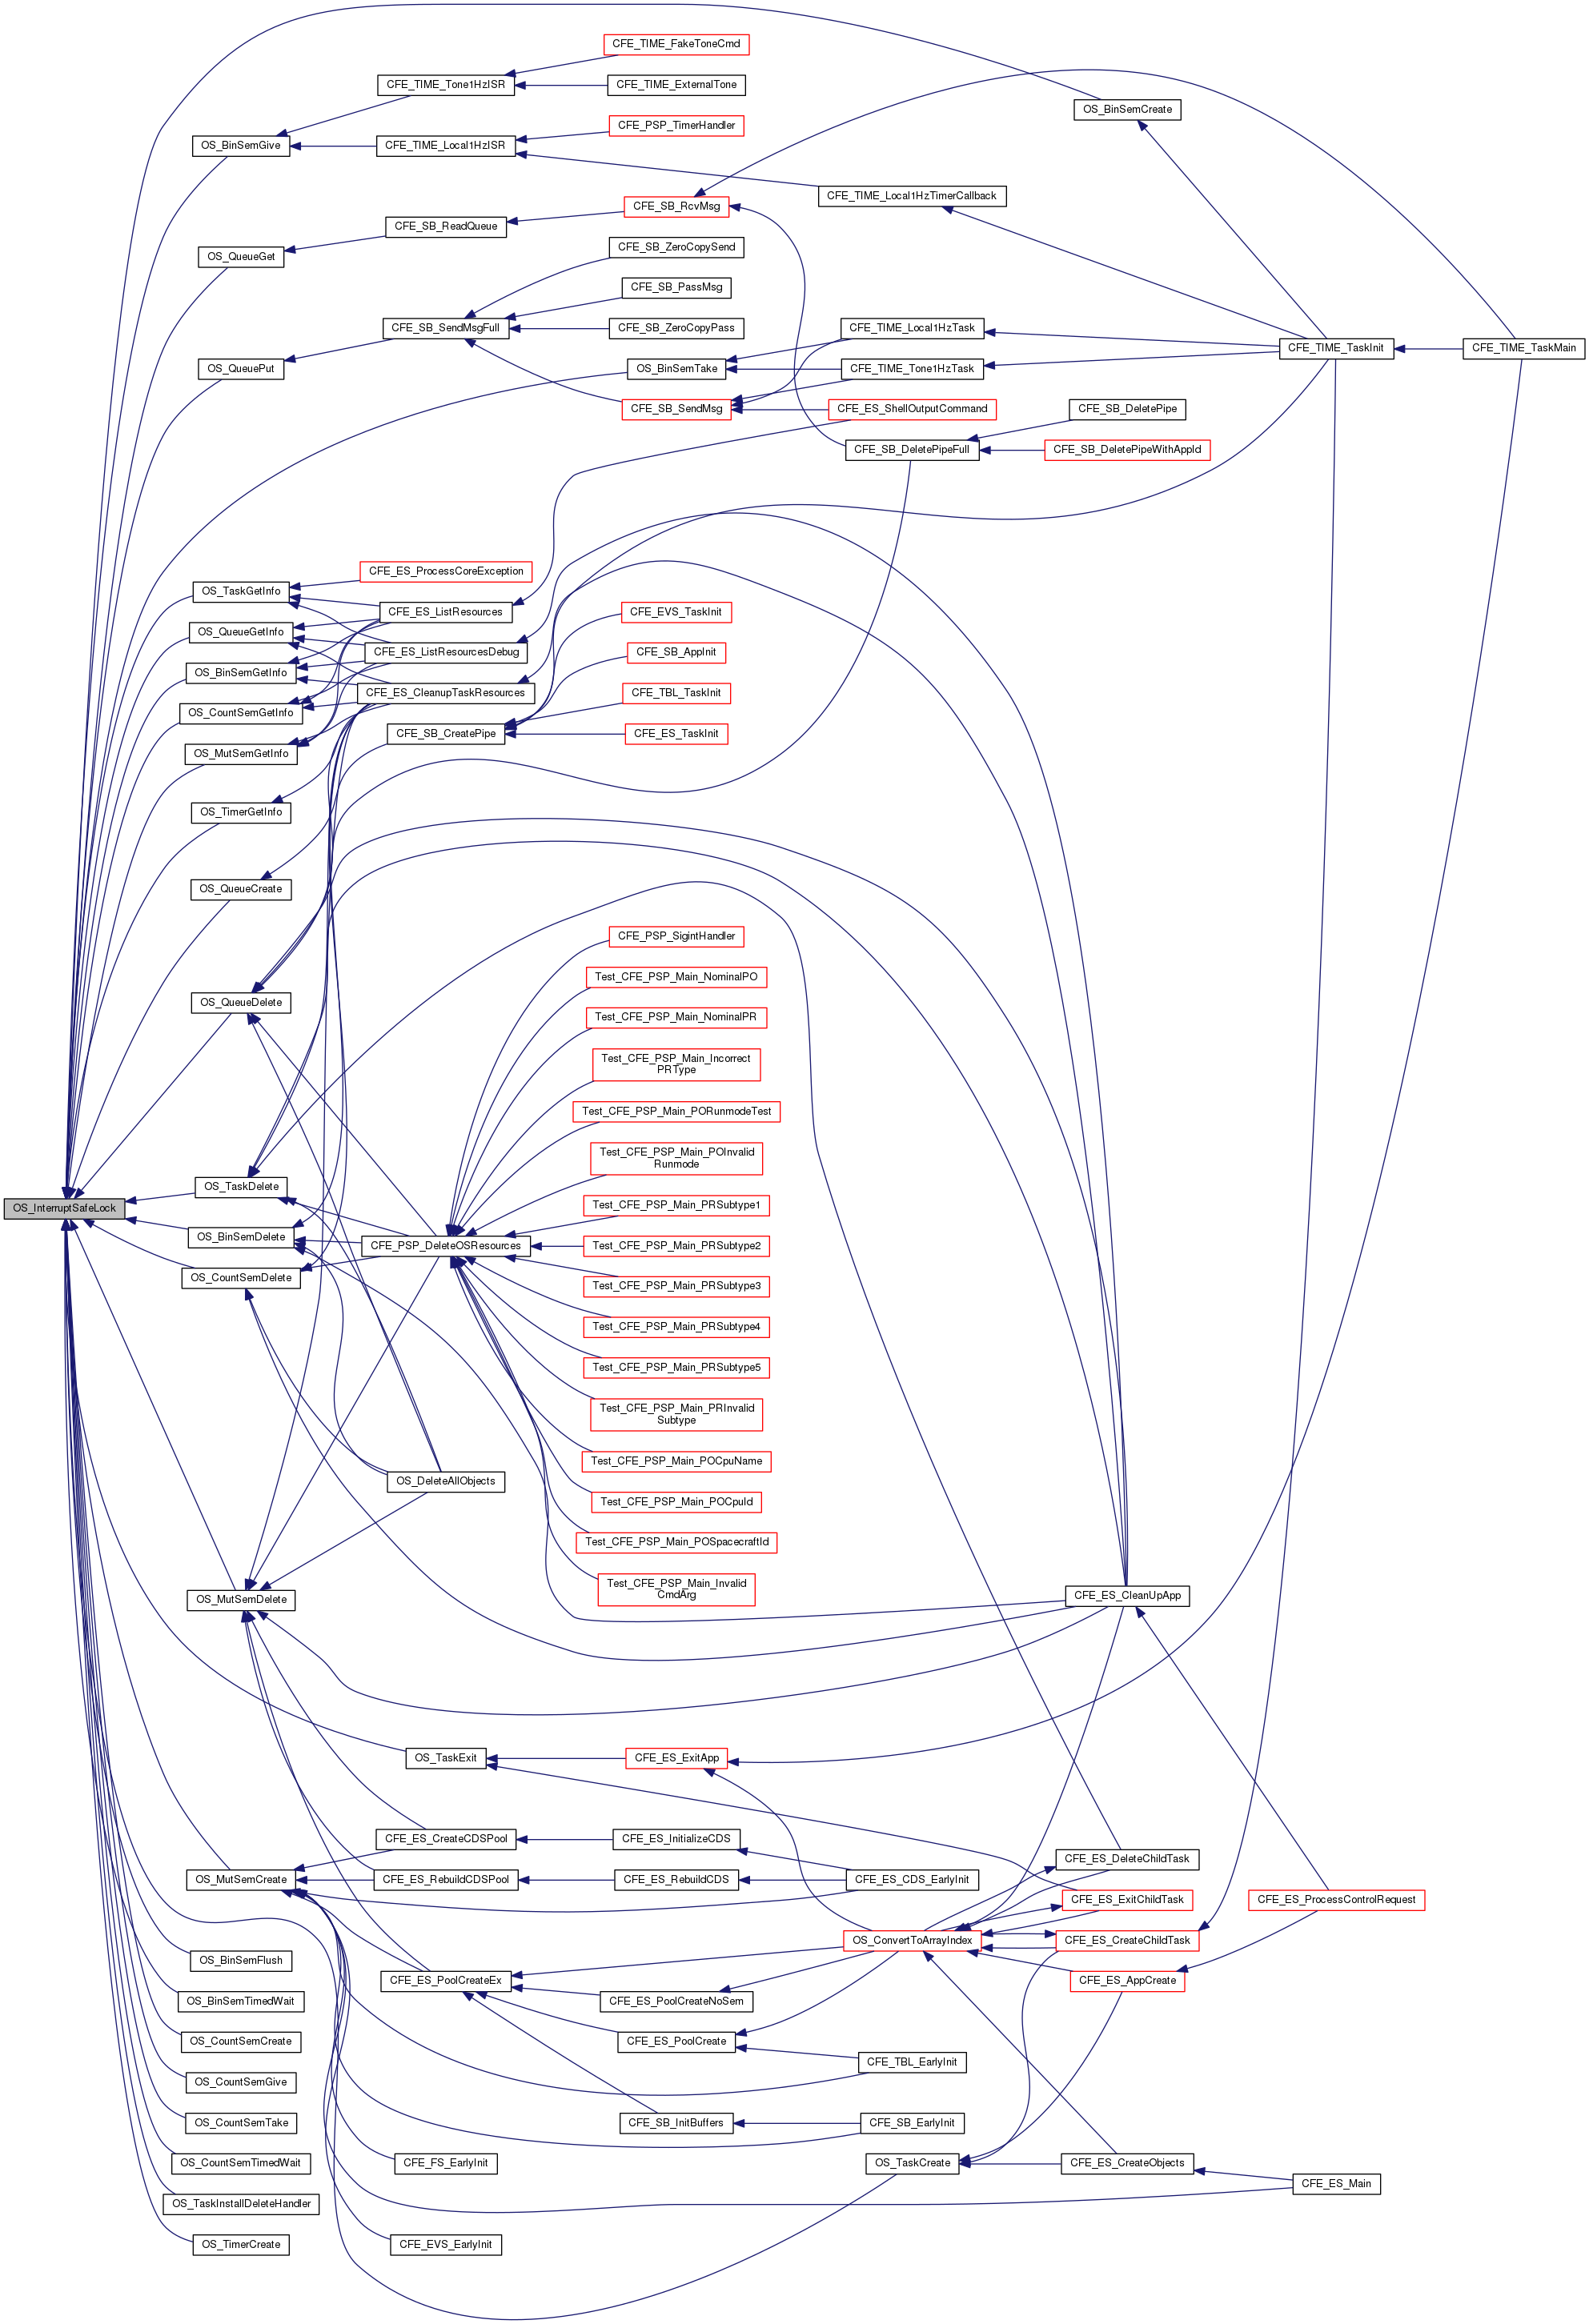 CFE_TIME_FakeToneCmd
CFE_TIME_Tone1HzISR
CFE_TIME_ExternalTone
OS_BinSemCreate
CFE_PSP_TimerHandler
OS_BinSemGive
CFE_TIME_Local1HzISR
CFE_TIME_Local1HzTimerCallback
CFE_SB_RcvMsg
CFE_SB_ReadQueue
CFE_SB_ZeroCopySend
OS_QueueGet
CFE_SB_PassMsg
CFE_SB_SendMsgFull
CFE_SB_ZeroCopyPass
CFE_TIME_Local1HzTask
CFE_TIME_TaskInit
CFE_TIME_TaskMain
OS_QueuePut
OS_BinSemTake
CFE_TIME_Tone1HzTask
CFE_SB_SendMsg
CFE_ES_ShellOutputCommand
CFE_SB_DeletePipe
CFE_SB_DeletePipeFull
CFE_SB_DeletePipeWithAppId
CFE_ES_ProcessCoreException
OS_TaskGetInfo
CFE_ES_ListResources
CFE_EVS_TaskInit
OS_QueueGetInfo
CFE_ES_ListResourcesDebug
CFE_SB_AppInit
OS_BinSemGetInfo
CFE_ES_CleanupTaskResources
CFE_TBL_TaskInit
OS_CountSemGetInfo
CFE_SB_CreatePipe
CFE_ES_TaskInit
OS_MutSemGetInfo
OS_TimerGetInfo
OS_QueueCreate
CFE_PSP_SigintHandler
Test_CFE_PSP_Main_NominalPO
OS_QueueDelete
Test_CFE_PSP_Main_NominalPR
Test_CFE_PSP_Main_Incorrect
PRType
Test_CFE_PSP_Main_PORunmodeTest
Test_CFE_PSP_Main_POInvalid
Runmode
OS_TaskDelete
OS_InterruptSafeLock
Test_CFE_PSP_Main_PRSubtype1
OS_BinSemDelete
CFE_PSP_DeleteOSResources
Test_CFE_PSP_Main_PRSubtype2
OS_CountSemDelete
Test_CFE_PSP_Main_PRSubtype3
Test_CFE_PSP_Main_PRSubtype4
Test_CFE_PSP_Main_PRSubtype5
Test_CFE_PSP_Main_PRInvalid
Subtype
Test_CFE_PSP_Main_POCpuName
OS_DeleteAllObjects
Test_CFE_PSP_Main_POCpuId
Test_CFE_PSP_Main_POSpacecraftId
Test_CFE_PSP_Main_Invalid
CmdArg
OS_MutSemDelete
CFE_ES_CleanUpApp
OS_TaskExit
CFE_ES_ExitApp
CFE_ES_CreateCDSPool
CFE_ES_InitializeCDS
CFE_ES_DeleteChildTask
OS_MutSemCreate
CFE_ES_RebuildCDSPool
CFE_ES_RebuildCDS
CFE_ES_CDS_EarlyInit
CFE_ES_ExitChildTask
CFE_ES_ProcessControlRequest
OS_ConvertToArrayIndex
CFE_ES_CreateChildTask
OS_BinSemFlush
CFE_ES_PoolCreateEx
CFE_ES_AppCreate
OS_BinSemTimedWait
CFE_ES_PoolCreateNoSem
OS_CountSemCreate
CFE_ES_PoolCreate
CFE_TBL_EarlyInit
OS_CountSemGive
OS_CountSemTake
CFE_SB_InitBuffers
CFE_SB_EarlyInit
OS_CountSemTimedWait
CFE_FS_EarlyInit
OS_TaskCreate
CFE_ES_CreateObjects
CFE_ES_Main
OS_TaskInstallDeleteHandler
OS_TimerCreate
CFE_EVS_EarlyInit